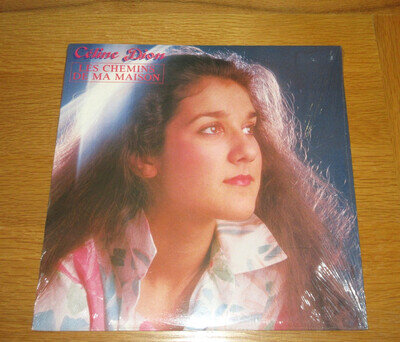 Céline Dion
LES CHEMINS
DE MA MAISON